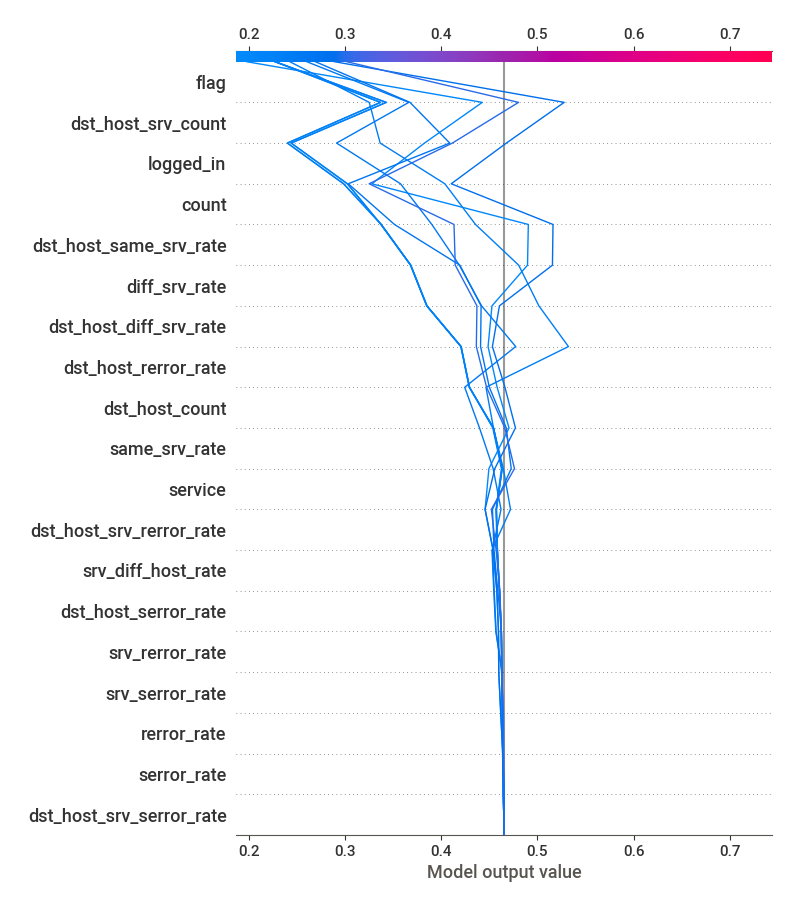 0.2 0.3 0.4 0.5 0.6 0.7
flag
dst_host_srv_count
logged_in
count
dst_host_same_srv_rate
diff_srv_rate
dst_host_diff_srv_rate
dst_host_rerror_rate
dst_host_count
same_srv_rate
service
dst_host_srv_rerror_rate
srv_diff_host_rate
dst_host_serror_rate
srv_rerror_rate
srv_serror_rate
rerror_rate
serror_rate
dst_host_srv_serror_rate
0.2 0.3 0.4 0.5 0.6 0.7
Model output value